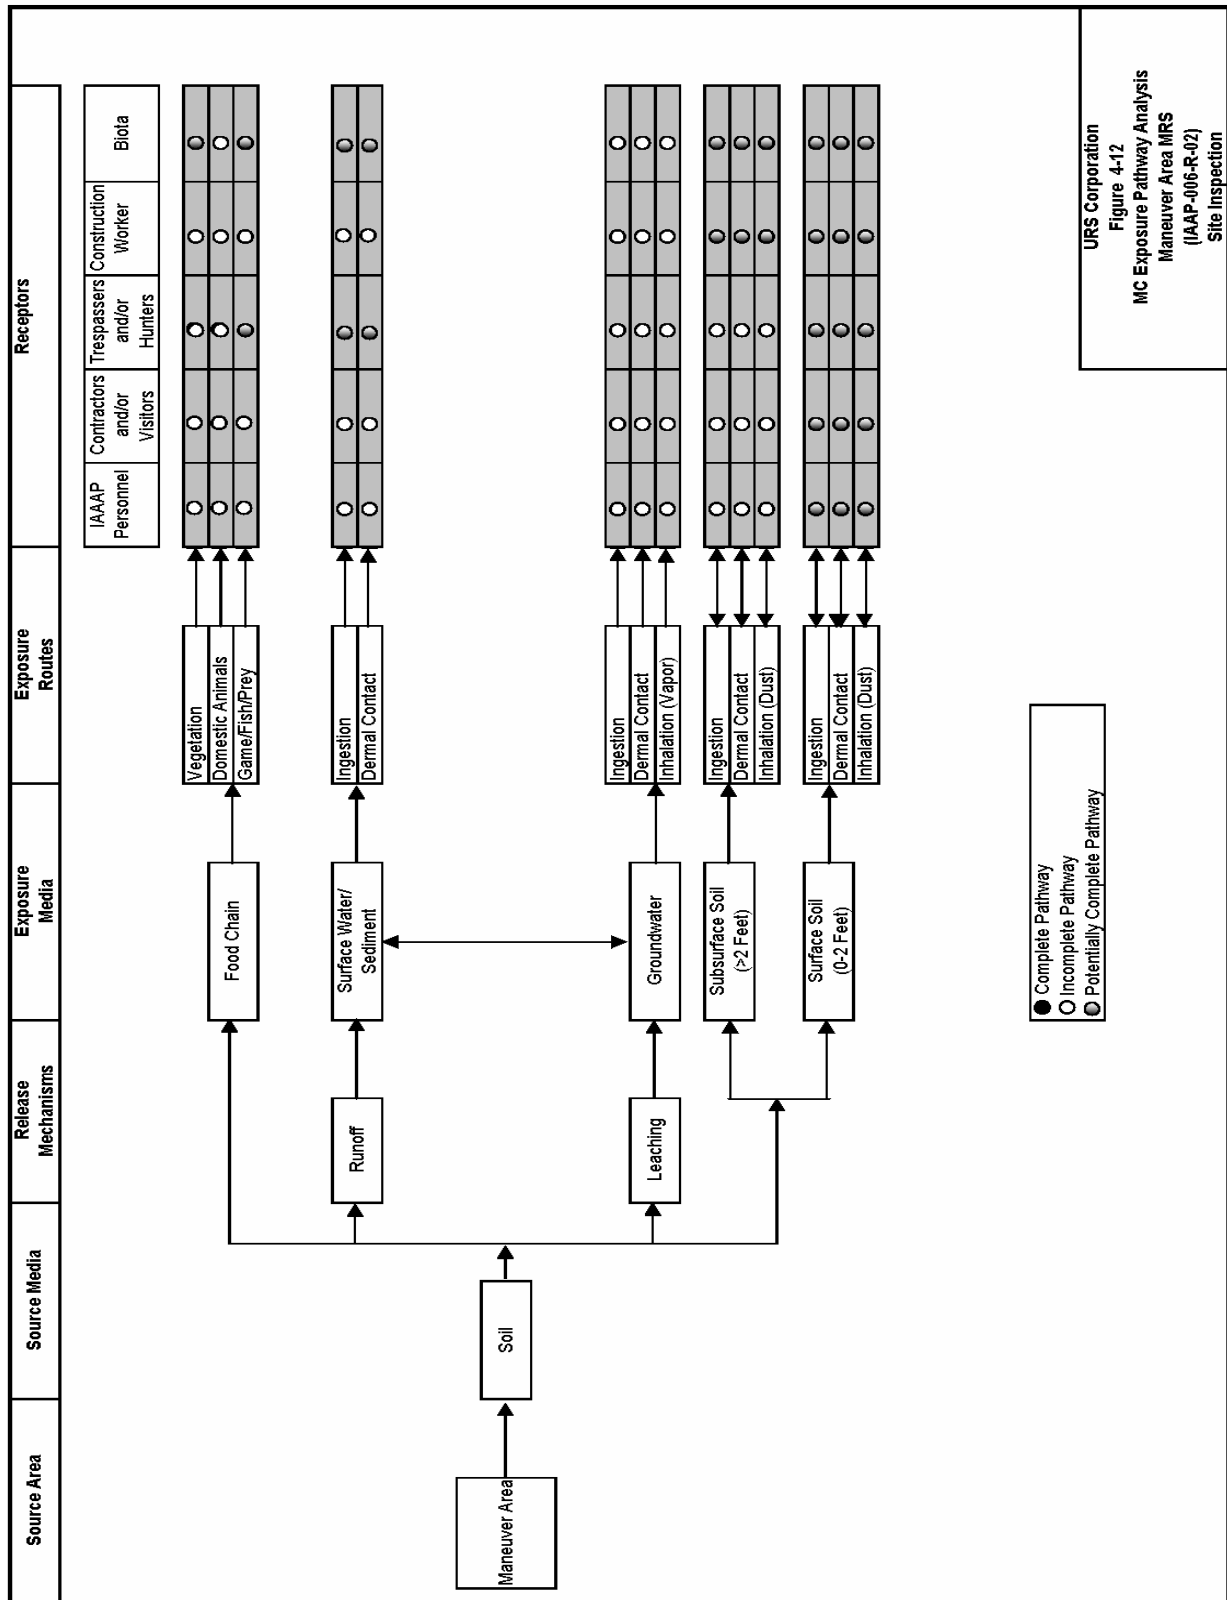 Source Area
Source Media
Release
Mechanisms
Exposure
Media
Exposure
Routes
Receptors
IAAAP
Personnel
Contractors
and/or
Visitors
Trespassers
and/or
Hunters
Construction
Worker
Biota
Maneuver Area
Soil
Runoff
Leaching
Food Chain
Surface Water/
Sediment
Groundwater
Subsurface Soil
(>2 Feet)
Surface Soil
(0-2 Feet)
Vegetation
Domestic Animals
Game/Fish/Prey
Ingestion
Dermal Contact
Ingestion
Dermal Contact
Inhalation (Vapor)
Ingestion
Dermal Contact
Inhalation (Dust)
Ingestion
Dermal Contact
Inhalation (Dust)
Complete Pathway
Incomplete Pathway
Potentially Complete Pathway
URS Corporation
Figure 4-12
MC Exposure Pathway Analysis
Maneuver Area MRS
(IAAP-006-R-02)
Site Inspection